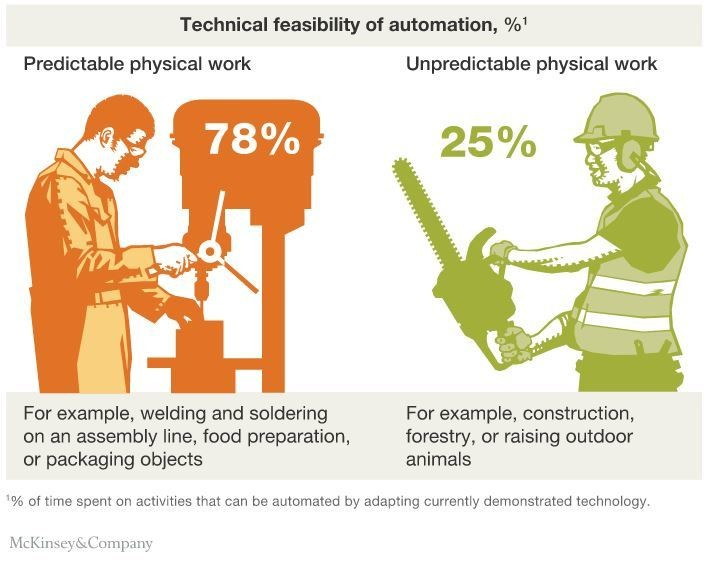 Technical feasibility of automation, %¹
Predictable physical work
Unpredictable physical work
78%
25%
For example, welding and soldering
on an assembly line, food preparation,
or packaging objects
For example, construction,
forestry, or raising outdoor
animals
¹% of time spent on activities that can be automated by adapting currently demonstrated technology.
McKinsey&Company